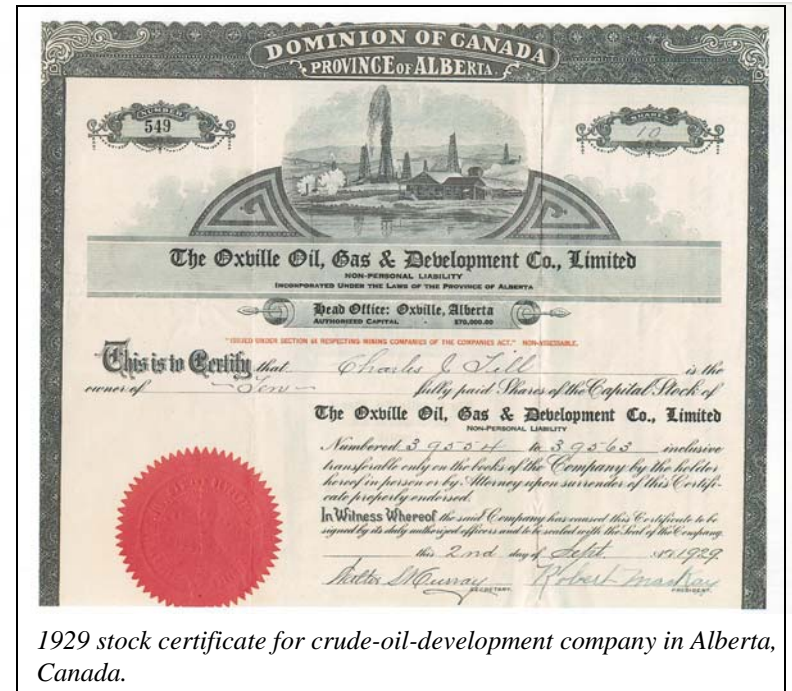 DOMINION OF CANADA
PROVINCE OF ALBERTA.
NUMBER
549
SHARES
10
The Oxville Oil, Gas & Development Co., Limited
NON-PERSONAL LIABILITY
INCORPORATED UNDER THE LAWS OF THE PROVINCE OF ALBERTA
Head Office: Oxville, Alberta
AUTHORIZED CAPITAL - $70,000.00
"ISSUED UNDER SECTION 66 RESPECTING MINING COMPANIES OF THE COMPANIES ACT." NON-ASSESSABLE.
This is to Certify that Charles J Till is the
owner of Ten fully paid Shares of the Capital Stock of
The Oxville Oil, Gas & Development Co., Limited
NON-PERSONAL LIABILITY
Numbered 39554 to 39563 inclusive
transferable only on the books of the Company by the holder
hereof in person or by Attorney upon surrender of this Certifi-
cate properly endorsed.
In Witness Whereof the said Company has caused this Certificate to be
signed by its duly authorized officers and to be sealed with the Seal of the Company.
this 2nd day of Sept. A.D. 1929.
Walter S Murray Robert MacKay
SECRETARY. PRESIDENT.
1929 stock certificate for crude-oil-development company in Alberta,
Canada.